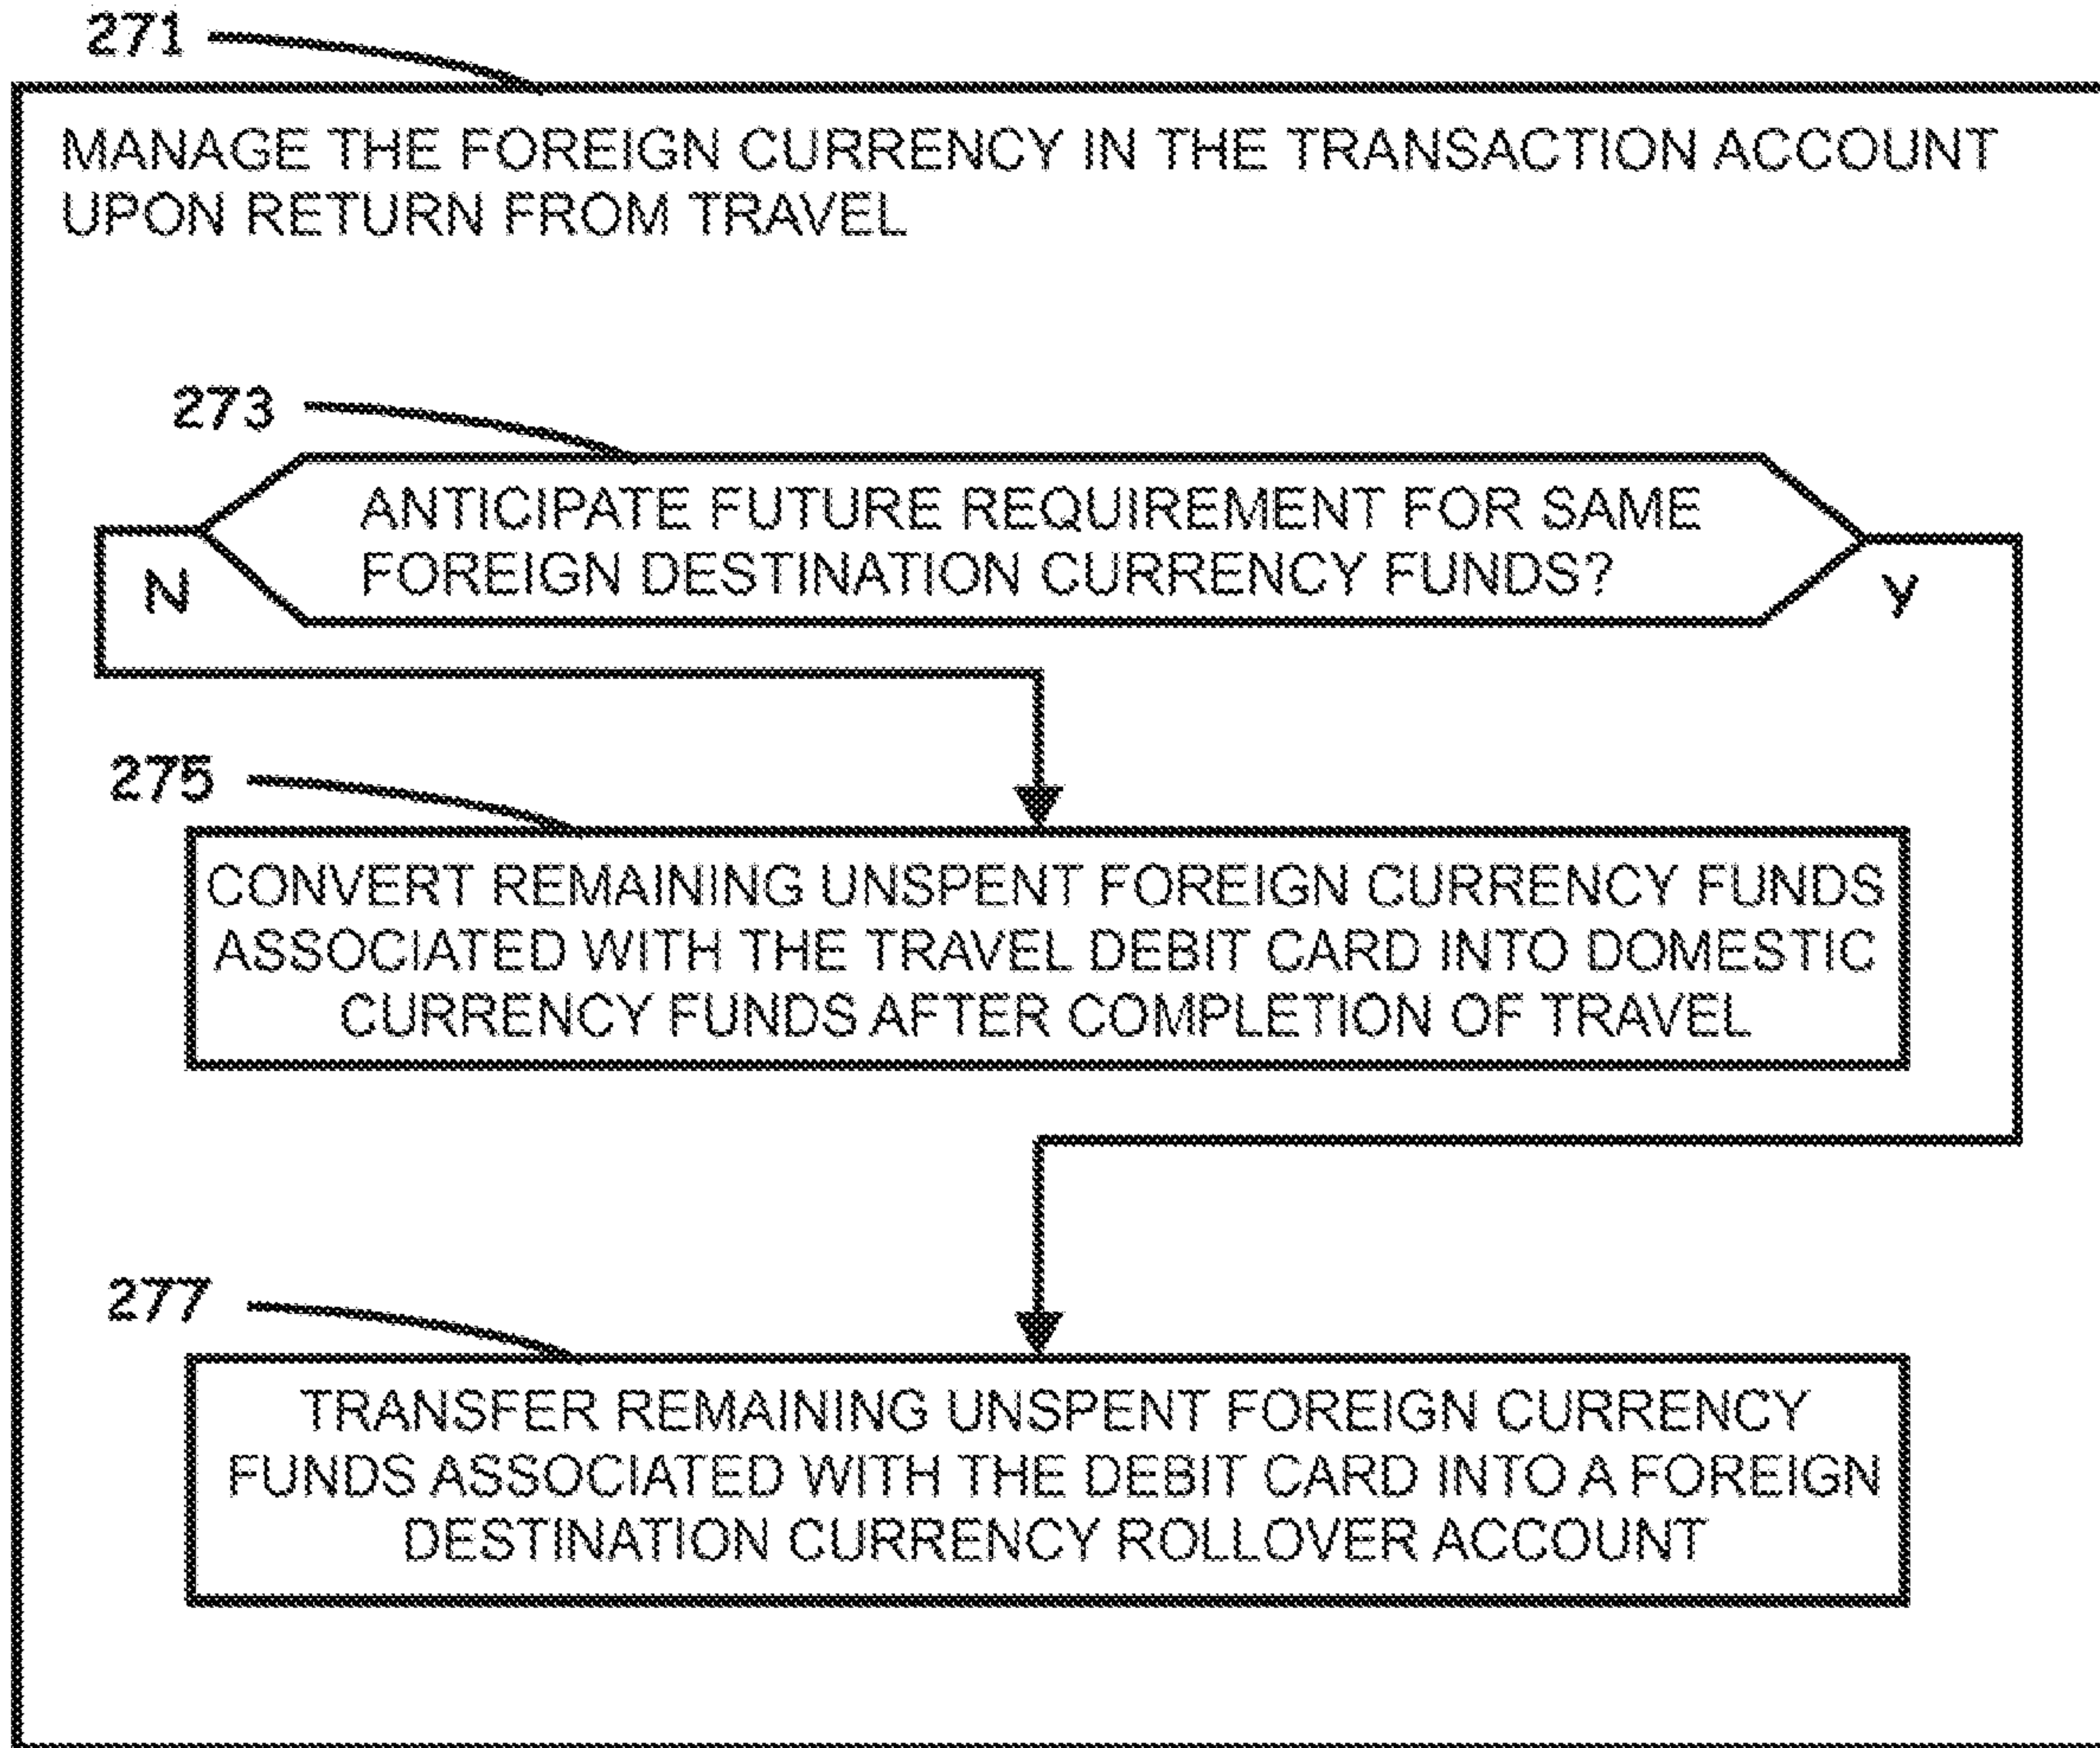 271
MANAGE THE FOREIGN CURRENCY IN THE TRANSACTION ACCOUNT
UPON RETURN FROM TRAVEL
273
ANTICIPATE FUTURE REQUIREMENT FOR SAME
FOREIGN DESTINATION CURRENCY FUNDS?
N
Y
275
CONVERT REMAINING UNSPENT FOREIGN CURRENCY FUNDS
ASSOCIATED WITH THE TRAVEL DEBIT CARD INTO DOMESTIC
CURRENCY FUNDS AFTER COMPLETION OF TRAVEL
277
TRANSFER REMAINING UNSPENT FOREIGN CURRENCY
FUNDS ASSOCIATED WITH THE DEBIT CARD INTO A FOREIGN
DESTINATION CURRENCY ROLLOVER ACCOUNT